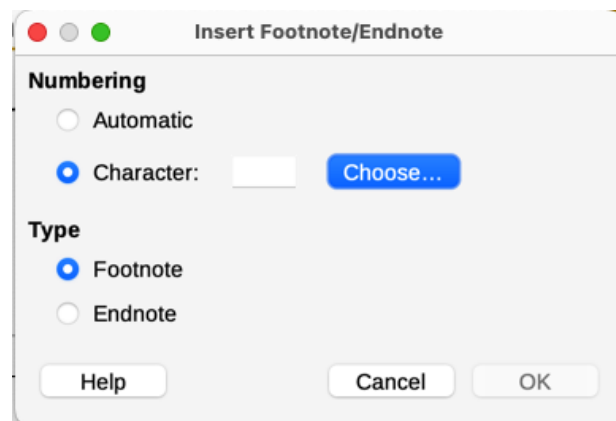 Insert Footnote/Endnote
Numbering
Automatic
Character: Choose...
Type
Footnote
Endnote
Help Cancel OK